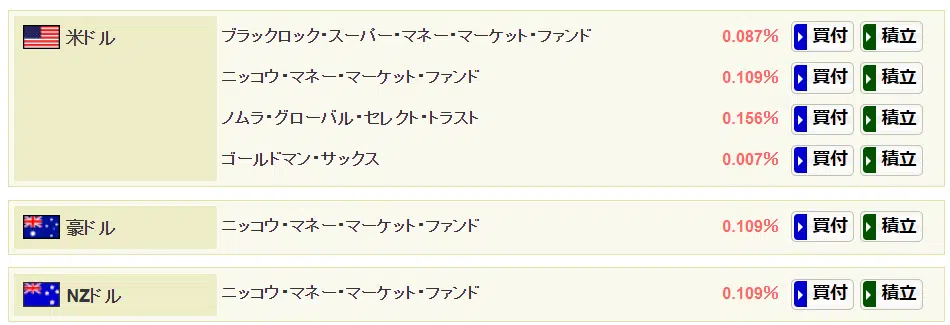 米ドル ブラックロック・スーパー・マネー・マーケット・ファンド 0.087% 買付 積立
ニッコウ・マネー・マーケット・ファンド 0.109% 買付 積立
ノムラ・グローバル・セレクト・トラスト 0.156% 買付 積立
ゴールドマン・サックス 0.007% 買付 積立
豪ドル ニッコウ・マネー・マーケット・ファンド 0.109% 買付 積立
NZドル ニッコウ・マネー・マーケット・ファンド 0.109% 買付 積立